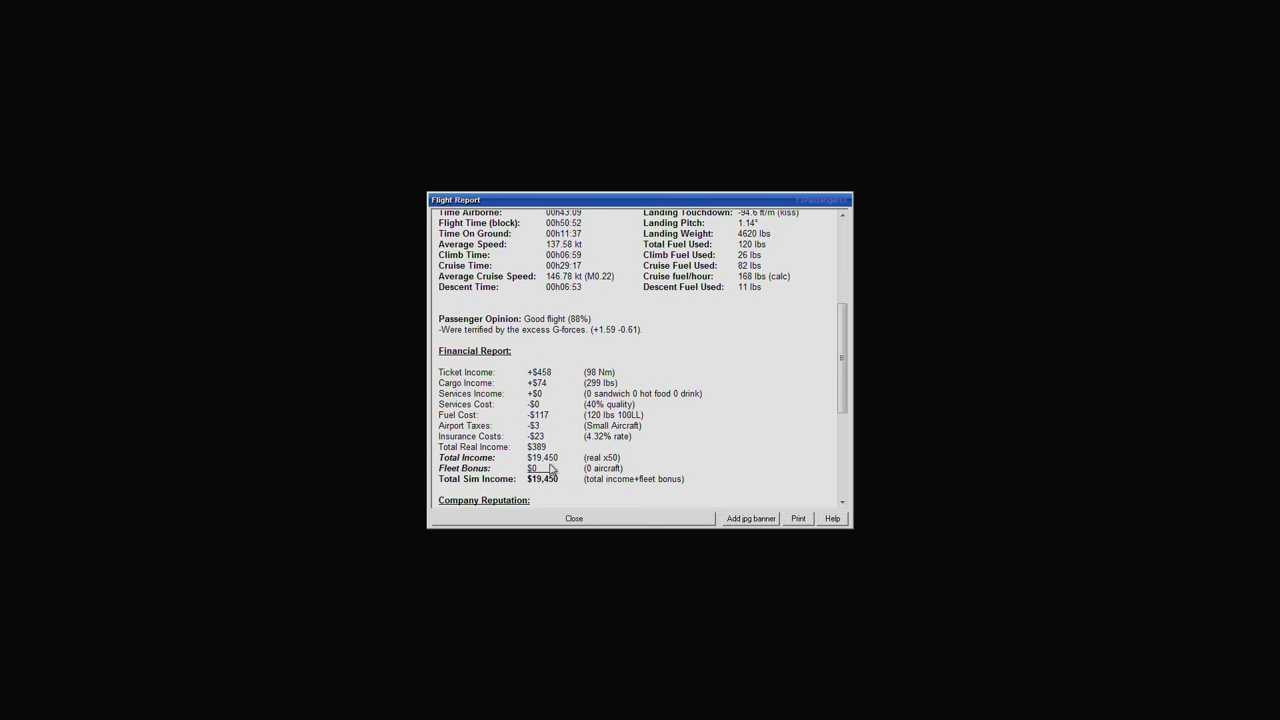 Flight Report
FsPassengersX
Time Airborne: 00h43:09 Landing Touchdown: -94.6 ft/m (kiss)
Flight Time (block): 00h50:52 Landing Pitch: 1.14°
Time On Ground: 00h11:37 Landing Weight: 4620 lbs
Average Speed: 137.58 kt Total Fuel Used: 120 lbs
Climb Time: 00h06:59 Climb Fuel Used: 26 lbs
Cruise Time: 00h29:17 Cruise Fuel Used: 82 lbs
Average Cruise Speed: 146.78 kt (M0.22) Cruise fuel/hour: 168 lbs (calc)
Descent Time: 00h06:53 Descent Fuel Used: 11 lbs
Passenger Opinion: Good flight (88%)
-Were terrified by the excess G-forces. (+1.59 -0.61).
Financial Report:
Ticket Income: +$458 (98 Nm)
Cargo Income: +$74 (299 lbs)
Services Income: +$0 (0 sandwich 0 hot food 0 drink)
Services Cost: -$0 (40% quality)
Fuel Cost: -$117 (120 lbs 100LL)
Airport Taxes: -$3 (Small Aircraft)
Insurance Costs: -$23 (4.32% rate)
Total Real Income: $389
Total Income: $19,450 (real x50)
Fleet Bonus: $0 (0 aircraft)
Total Sim Income: $19,450 (total income+fleet bonus)
Company Reputation:
Close Add jpg banner Print Help